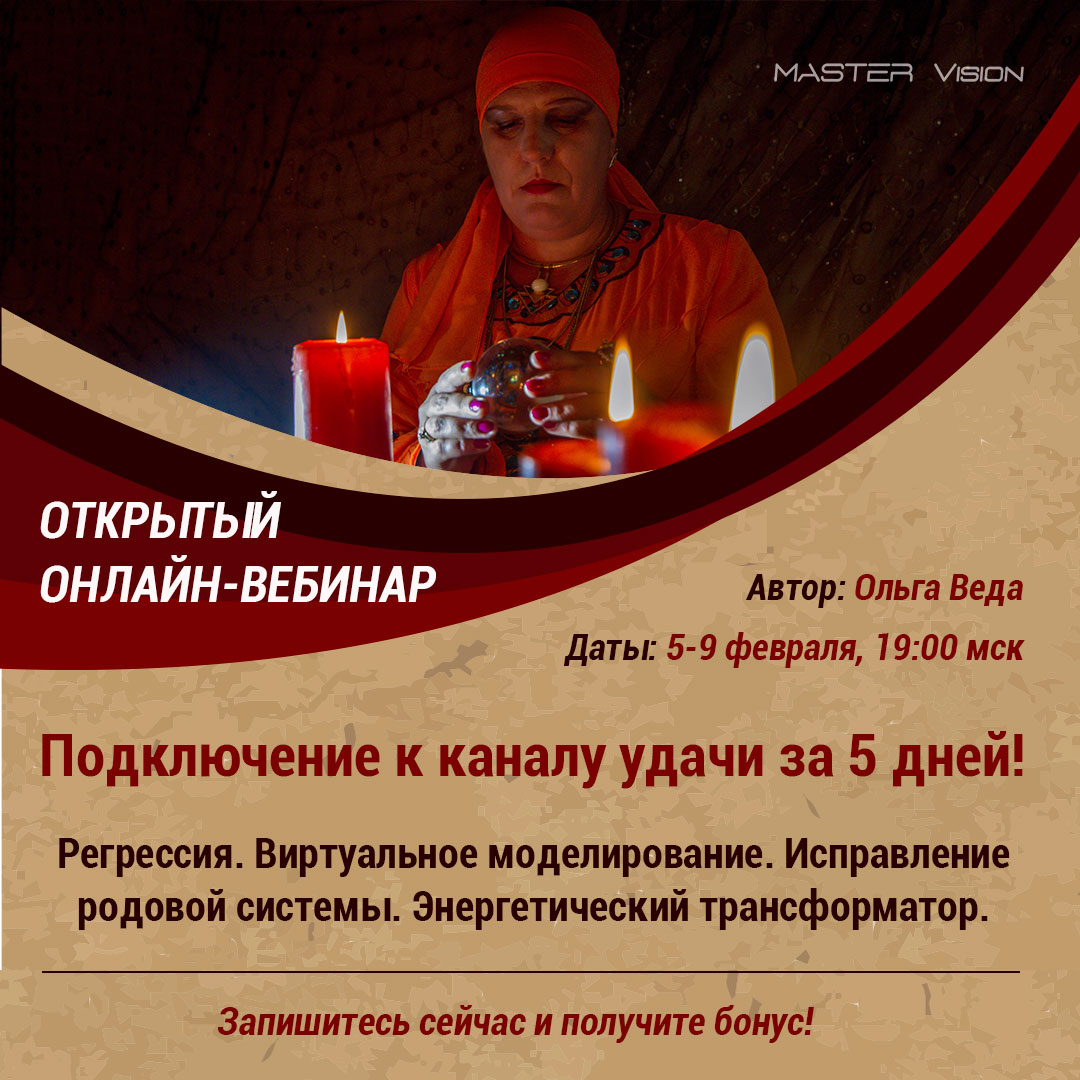 MASTER VISION
ОТКРЫТЫЙ
ОНЛАЙН-ВЕБИНАР
Автор: Ольга Веда
Даты: 5-9 февраля, 19:00 мск
Подключение к каналу удачи за 5 дней!
Регрессия. Виртуальное моделирование. Исправление
родовой системы. Энергетический трансформатор.
Запишитесь сейчас и получите бонус!